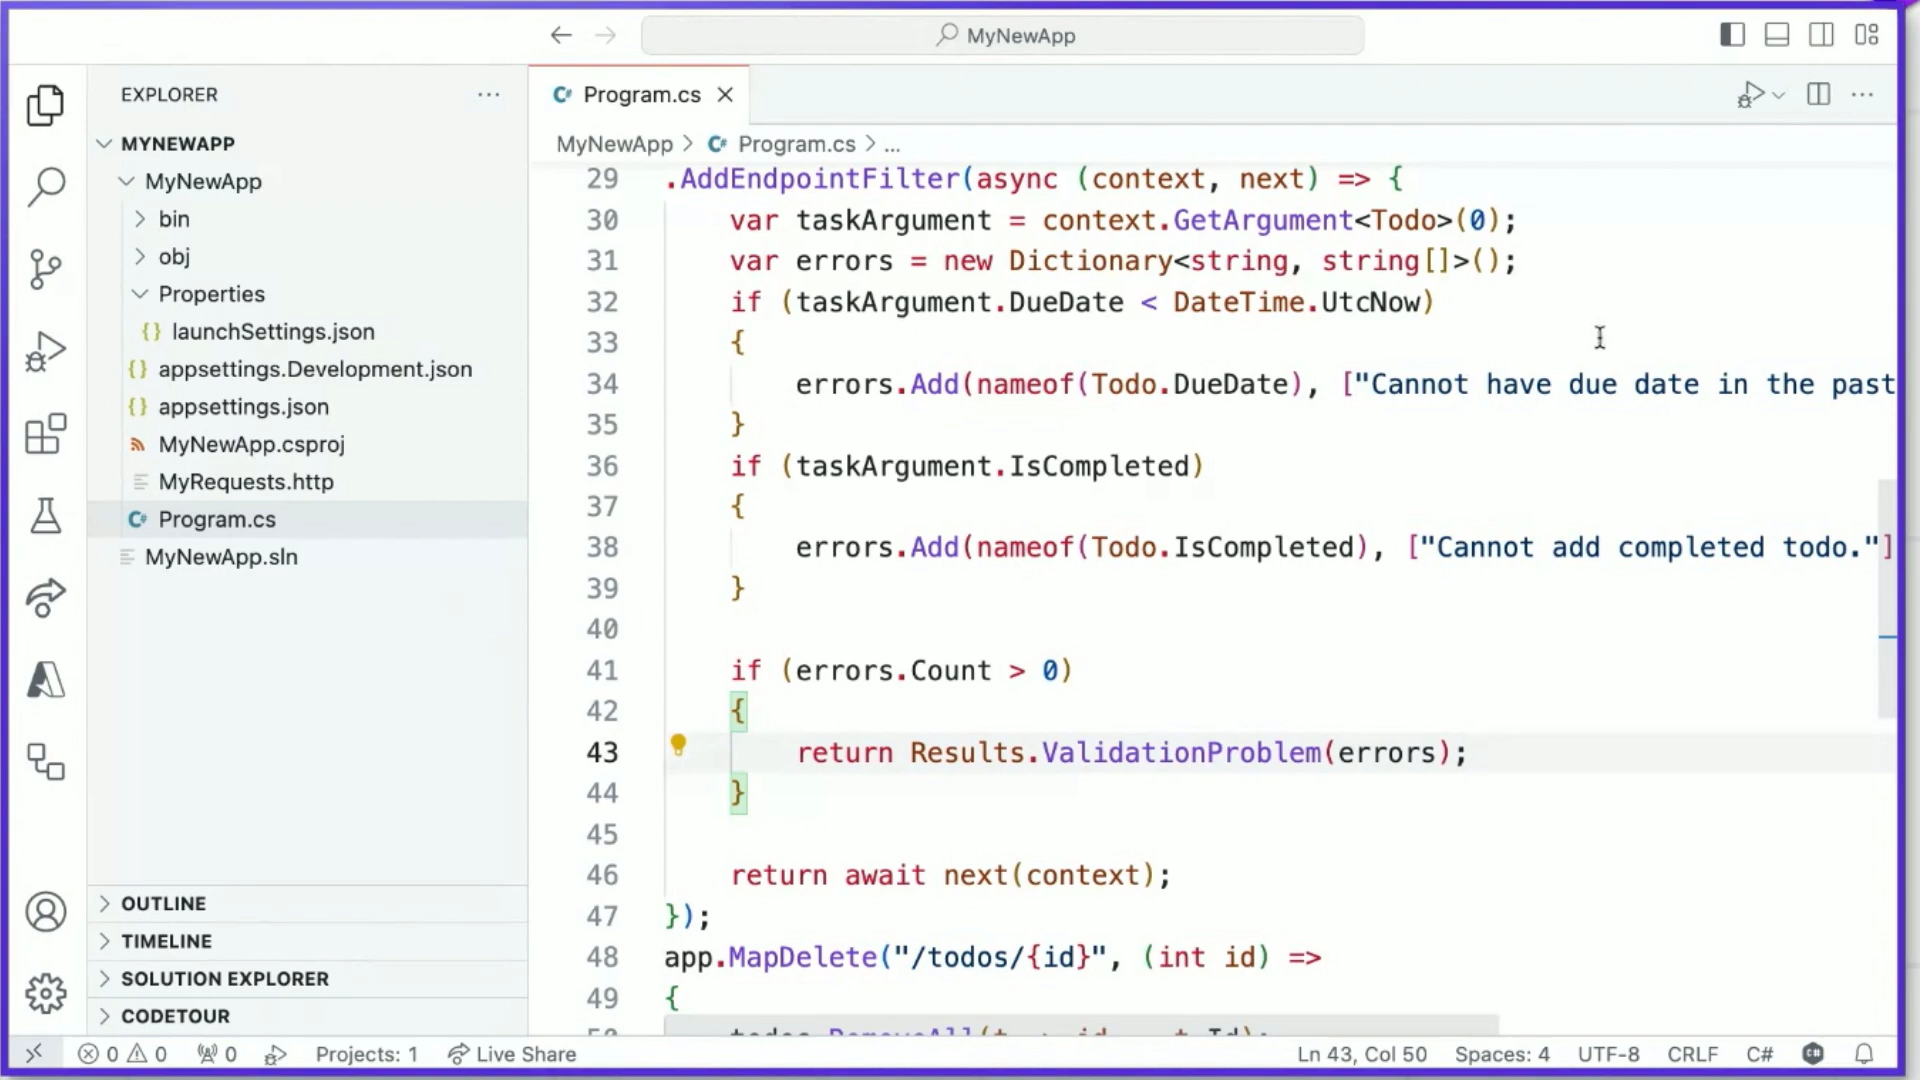 MyNewApp
EXPLORER
MYNEWAPP
MyNewApp
bin
obj
Properties
{} launchSettings.json
{} appsettings.Development.json
{} appsettings.json
MyNewApp.csproj
MyRequests.http
C# Program.cs
MyNewApp.sln
OUTLINE
TIMELINE
SOLUTION EXPLORER
CODETOUR
C# Program.cs
MyNewApp > C# Program.cs > ...
29 .AddEndpointFilter(async (context, next) => {
30 var taskArgument = context.GetArgument<Todo>(0);
31 var errors = new Dictionary<string, string[]>();
32 if (taskArgument.DueDate < DateTime.UtcNow)
33 {
34 errors.Add(nameof(Todo.DueDate), ["Cannot have due date in the past
35 }
36 if (taskArgument.IsCompleted)
37 {
38 errors.Add(nameof(Todo.IsCompleted), ["Cannot add completed todo."]
39 }
40
41 if (errors.Count > 0)
42 {
43 return Results.ValidationProblem(errors);
44 }
45
46 return await next(context);
47 });
48 app.MapDelete("/todos/{id}", (int id) =>
49 {
0 0 0 Projects: 1 Live Share Ln 43, Col 50 Spaces: 4 UTF-8 CRLF C#